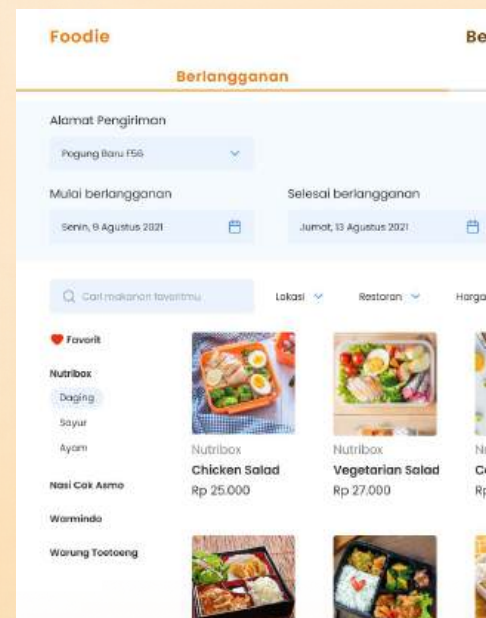 Foodie
Be
Berlangganan
Alamat Pengiriman
Pogung Baru F56
Mulai berlangganan
Selesai berlangganan
Senin, 9 Agustus 2021
Jumat, 13 Agustus 2021
Cari makanan favoritmu
Lokasi
Restoran
Harga
Favorit
Nutribox
Daging
Sayur
Ayam
Nasi Cak Asmo
Warmindo
Warung Toetoeng
Nutribox
Chicken Salad
Rp 25.000
Nutribox
Vegetarian Salad
Rp 27.000